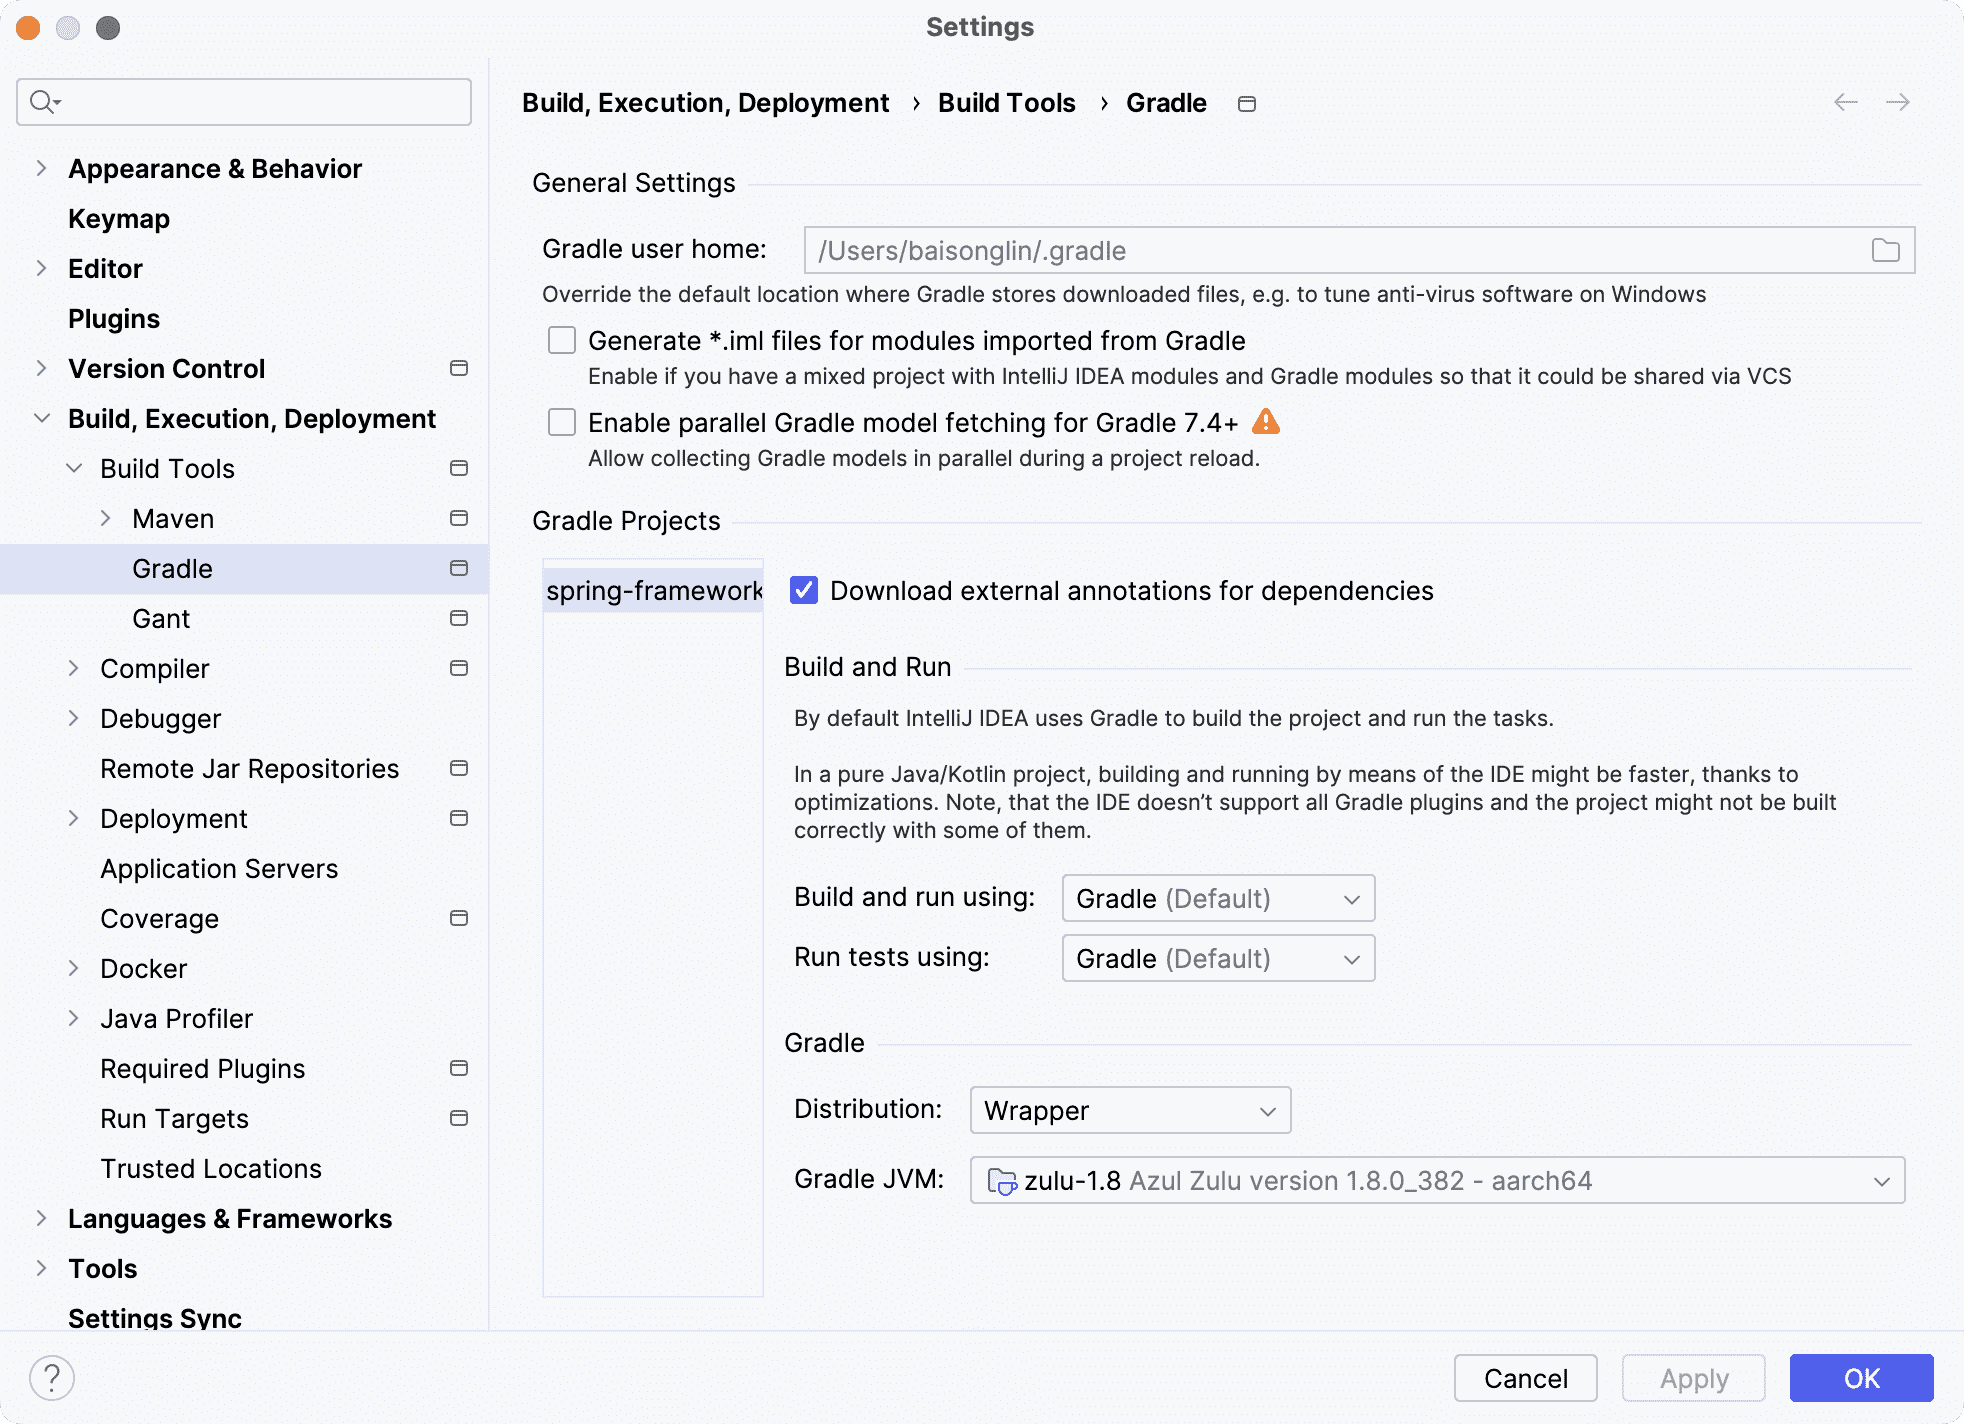 Settings
Appearance & Behavior
Keymap
Editor
Plugins
Version Control
Build, Execution, Deployment
Build Tools
Maven
Gradle
Gant
Compiler
Debugger
Remote Jar Repositories
Deployment
Application Servers
Coverage
Docker
Java Profiler
Required Plugins
Run Targets
Trusted Locations
Languages & Frameworks
Tools
Settings Sync
Build, Execution, Deployment › Build Tools › Gradle
General Settings
Gradle user home: /Users/baisonglin/.gradle
Override the default location where Gradle stores downloaded files, e.g. to tune anti-virus software on Windows
Generate *.iml files for modules imported from Gradle
Enable if you have a mixed project with IntelliJ IDEA modules and Gradle modules so that it could be shared via VCS
Enable parallel Gradle model fetching for Gradle 7.4+
Allow collecting Gradle models in parallel during a project reload.
Gradle Projects
spring-framework
Download external annotations for dependencies
Build and Run
By default IntelliJ IDEA uses Gradle to build the project and run the tasks.
In a pure Java/Kotlin project, building and running by means of the IDE might be faster, thanks to
optimizations. Note, that the IDE doesn't support all Gradle plugins and the project might not be built
correctly with some of them.
Build and run using: Gradle (Default)
Run tests using: Gradle (Default)
Gradle
Distribution: Wrapper
Gradle JVM: zulu-1.8 Azul Zulu version 1.8.0_382 - aarch64
?
Cancel
Apply
OK